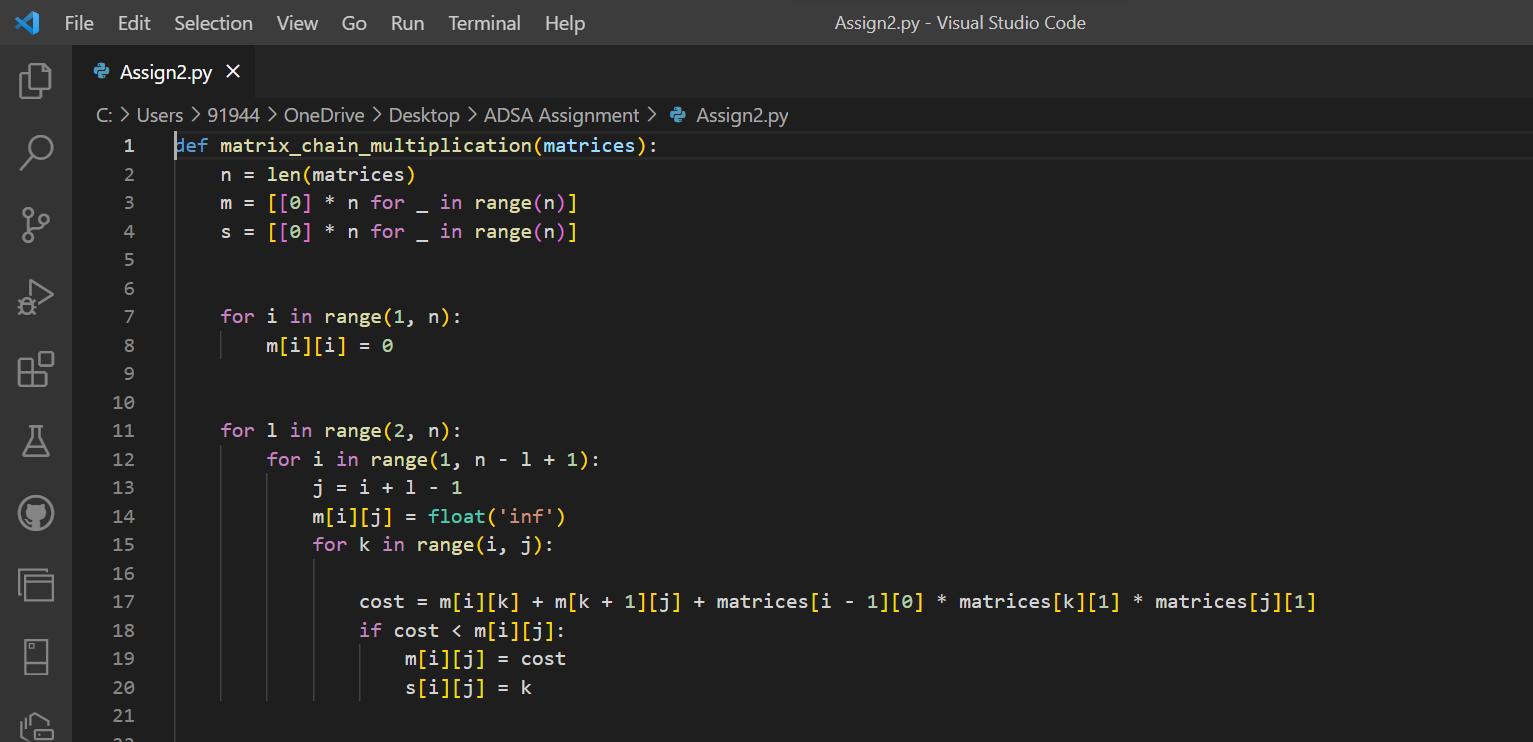 File Edit Selection View Go Run Terminal Help Assign2.py - Visual Studio Code
Assign2.py
C: > Users > 91944 > OneDrive > Desktop > ADSA Assignment > Assign2.py
1 def matrix_chain_multiplication(matrices):
2     n = len(matrices)
3     m = [[0] * n for _ in range(n)]
4     s = [[0] * n for _ in range(n)]
5
6
7     for i in range(1, n):
8         m[i][i] = 0
9
10
11     for l in range(2, n):
12         for i in range(1, n - l + 1):
13             j = i + l - 1
14             m[i][j] = float('inf')
15             for k in range(i, j):
16
17                 cost = m[i][k] + m[k + 1][j] + matrices[i - 1][0] * matrices[k][1] * matrices[j][1]
18                 if cost < m[i][j]:
19                     m[i][j] = cost
20                     s[i][j] = k
21